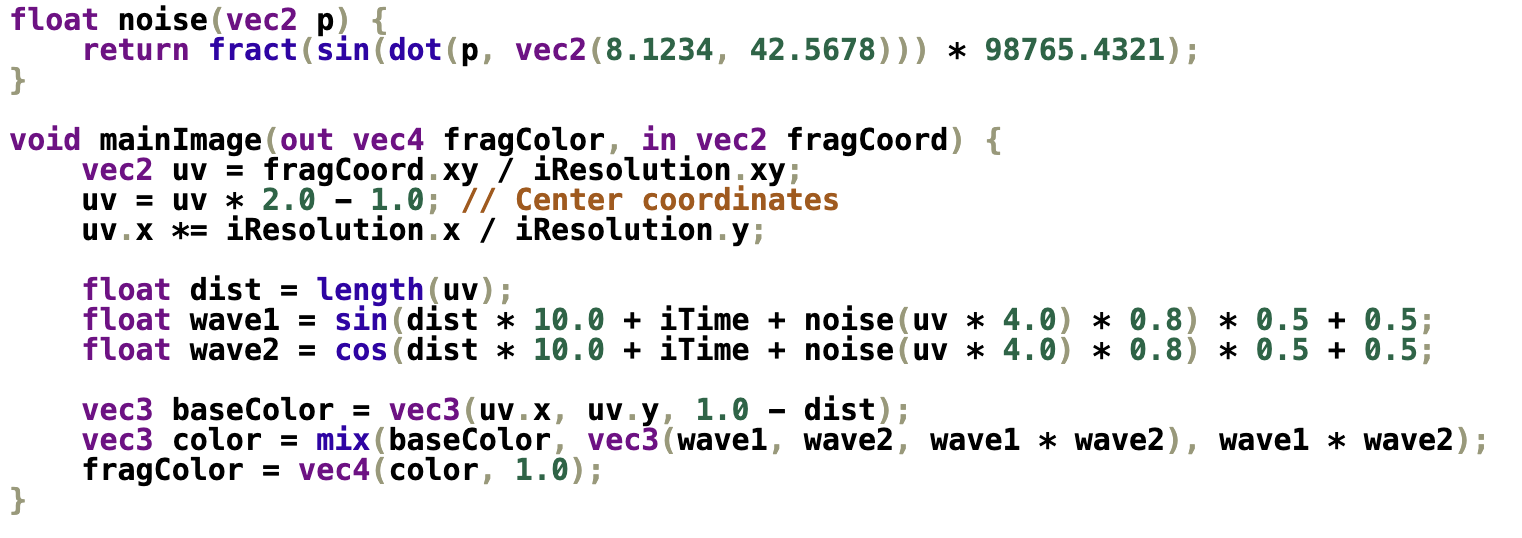 float noise(vec2 p) {
    return fract(sin(dot(p, vec2(8.1234, 42.5678))) * 98765.4321);
}

void mainImage(out vec4 fragColor, in vec2 fragCoord) {
    vec2 uv = fragCoord.xy / iResolution.xy;
    uv = uv * 2.0 - 1.0; // Center coordinates
    uv.x *= iResolution.x / iResolution.y;

    float dist = length(uv);
    float wave1 = sin(dist * 10.0 + iTime + noise(uv * 4.0) * 0.8) * 0.5 + 0.5;
    float wave2 = cos(dist * 10.0 + iTime + noise(uv * 4.0) * 0.8) * 0.5 + 0.5;

    vec3 baseColor = vec3(uv.x, uv.y, 1.0 - dist);
    vec3 color = mix(baseColor, vec3(wave1, wave2, wave1 * wave2), wave1 * wave2);
    fragColor = vec4(color, 1.0);
}